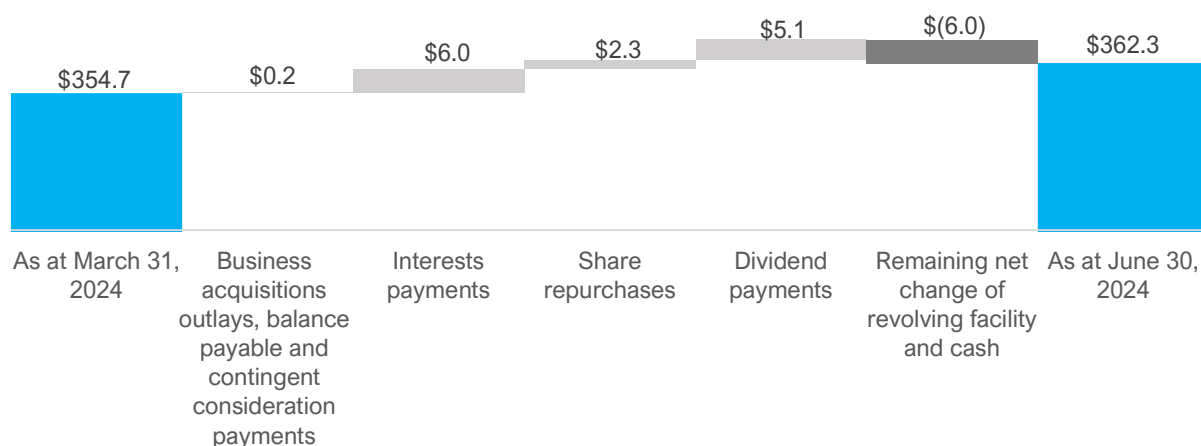 $354.7
$0.2
$6.0
$2.3
$5.1
$(6.0)
$362.3
As at March 31,
2024
Business
acquisitions
outlays, balance
payable and
contingent
consideration
payments
Interests
payments
Share
repurchases
Dividend
payments
Remaining net
change of
revolving facility
and cash
As at June 30,
2024